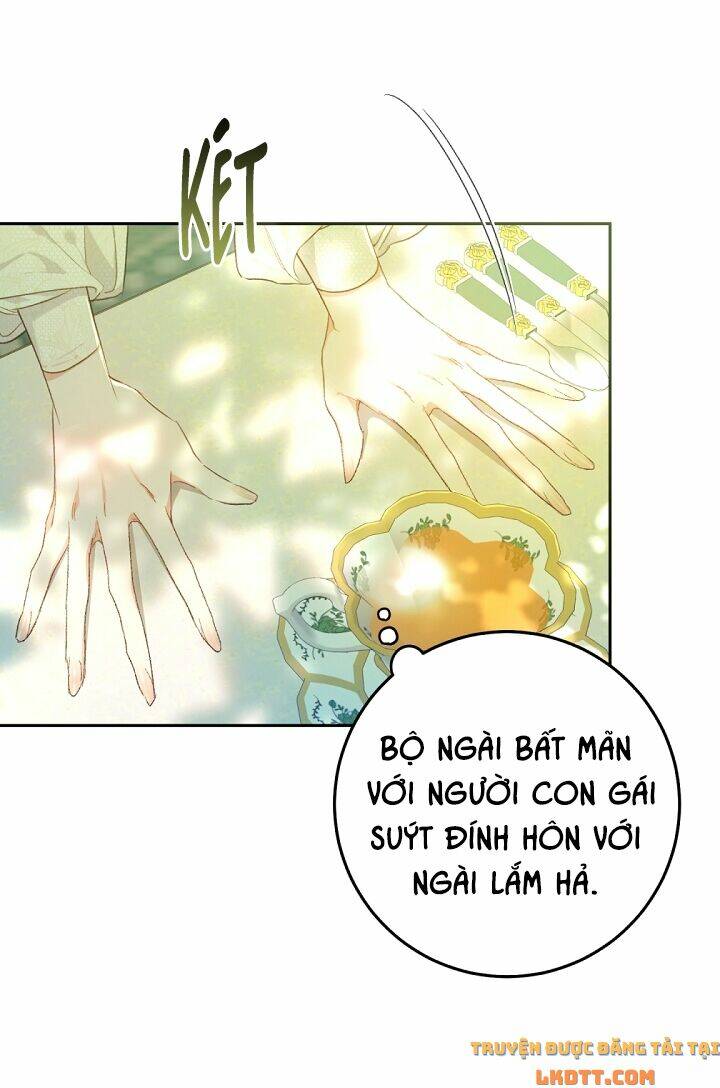 KÉT
BỘ NGÀI BẤT MÃN
VỚI NGƯỜI CON GÁI
SUÝT ĐÍNH HÔN VỚI
NGÀI LẮM HẢ.
TRUYỆN ĐƯỢC ĐĂNG TẢI TẠI
LKDTT.COM